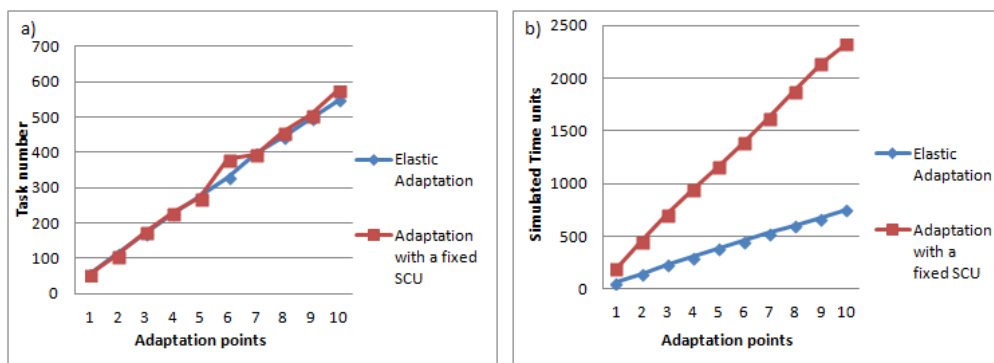 a)
700
600
500
400
300
200
100
0
Task number
1 2 3 4 5 6 7 8 9 10
Adaptation points
Elastic
Adaptation
Adaptation
with a fixed
SCU
b)
2500
2000
1500
1000
500
0
Simulated Time units
1 2 3 4 5 6 7 8 9 10
Adaptation points
Elastic
Adaptation
Adaptation
with a
fixed SCU